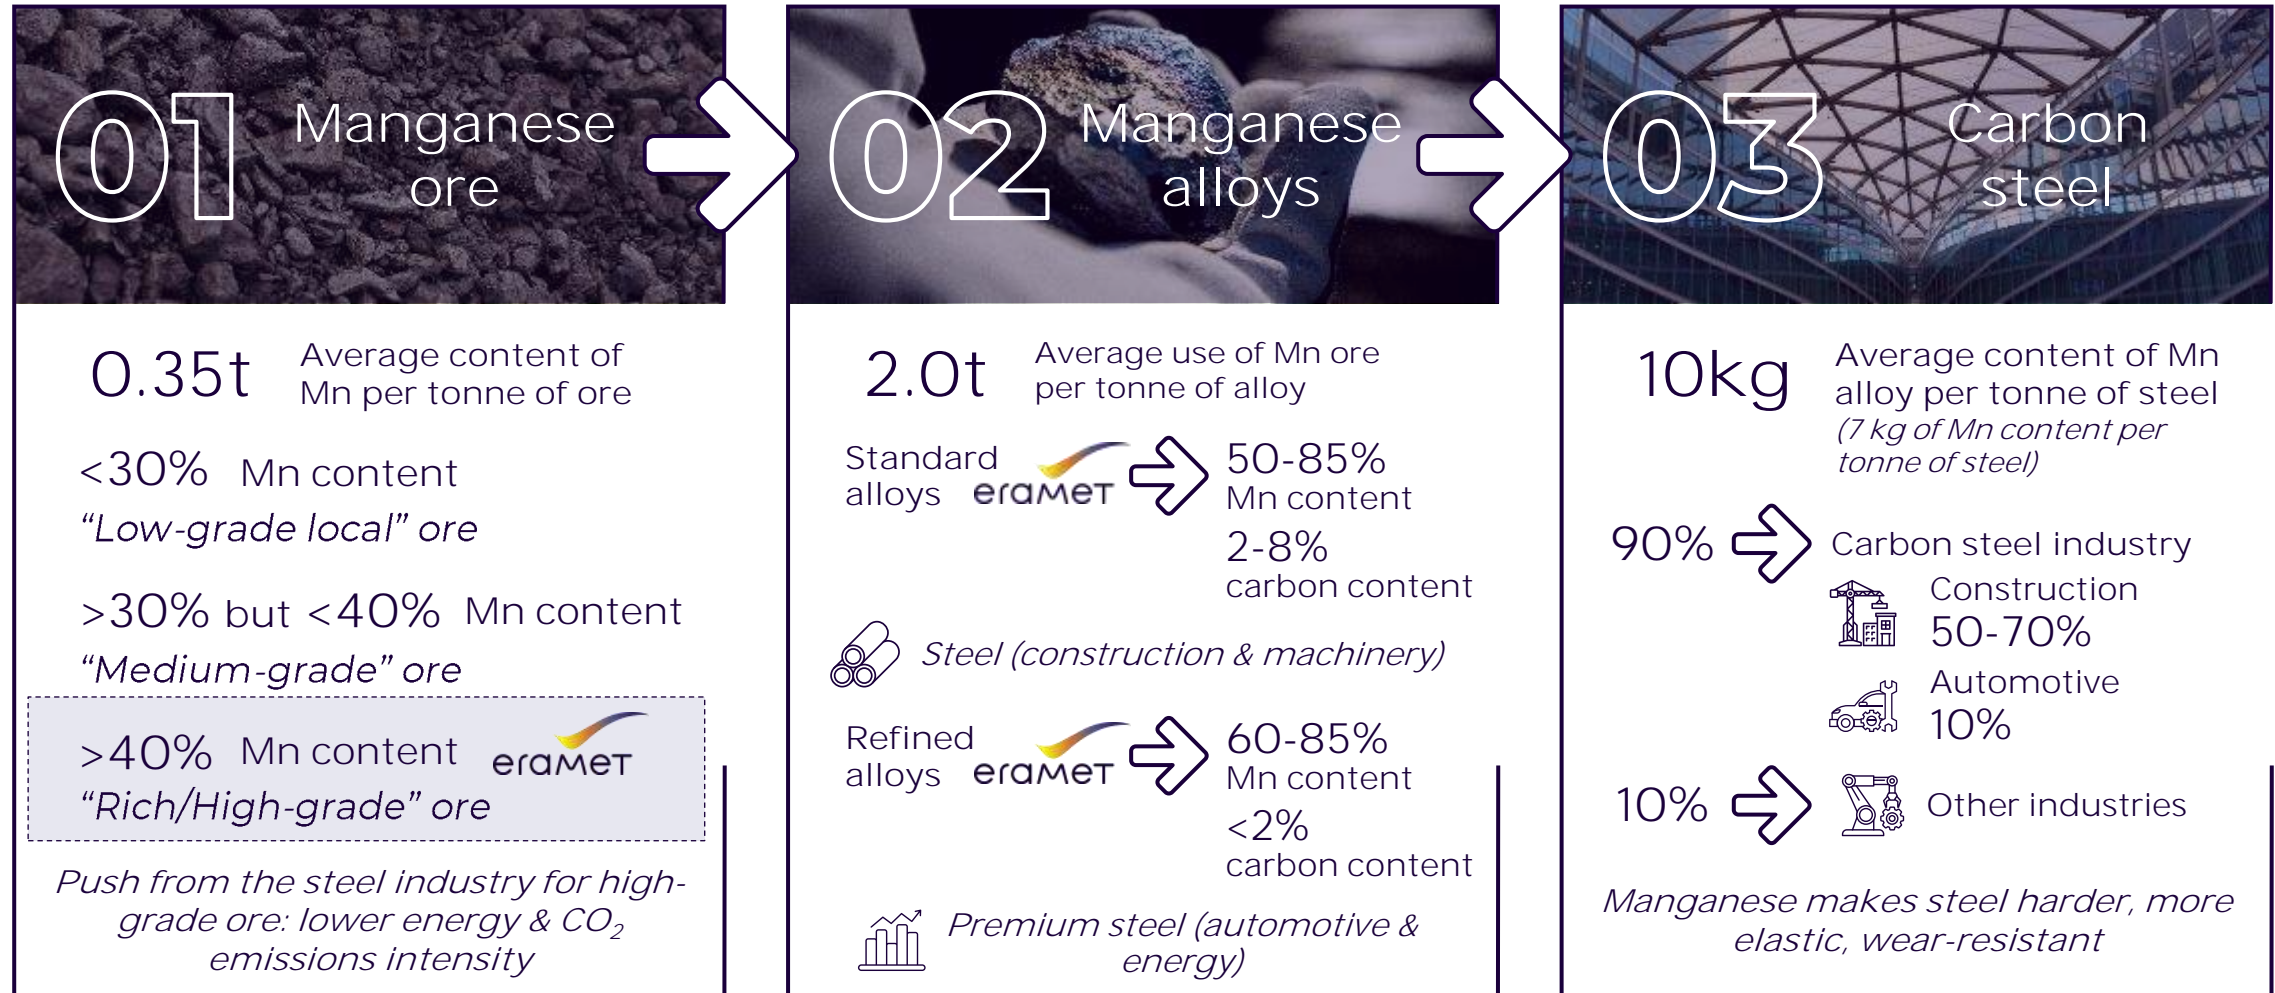 01
Manganese
ore
0.35t
Average content of
Mn per tonne of ore
<30% Mn content
“Low-grade local” ore
>30% but <40% Mn content
“Medium-grade” ore
>40% Mn content
eramet
“Rich/High-grade” ore
Push from the steel industry for high-
grade ore: lower energy & CO2
emissions intensity
02
Manganese
alloys
2.0t
Average use of Mn ore
per tonne of alloy
Standard
alloys
eramet
50-85%
Mn content
2-8%
carbon content
Steel (construction & machinery)
Refined
alloys
eramet
60-85%
Mn content
<2%
carbon content
Premium steel (automotive &
energy)
03
Carbon
steel
10kg
Average content of Mn
alloy per tonne of steel
(7 kg of Mn content per
tonne of steel)
90%
Carbon steel industry
Construction
50-70%
Automotive
10%
10%
Other industries
Manganese makes steel harder, more
elastic, wear-resistant